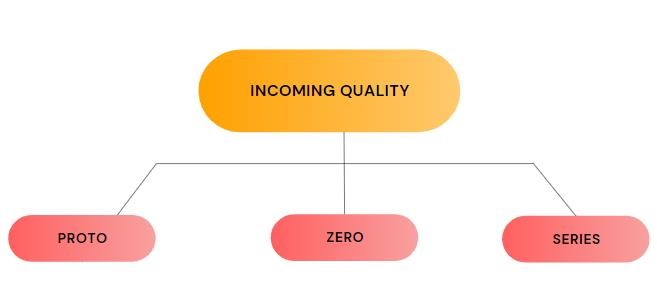 INCOMING QUALITY
PROTO
ZERO
SERIES